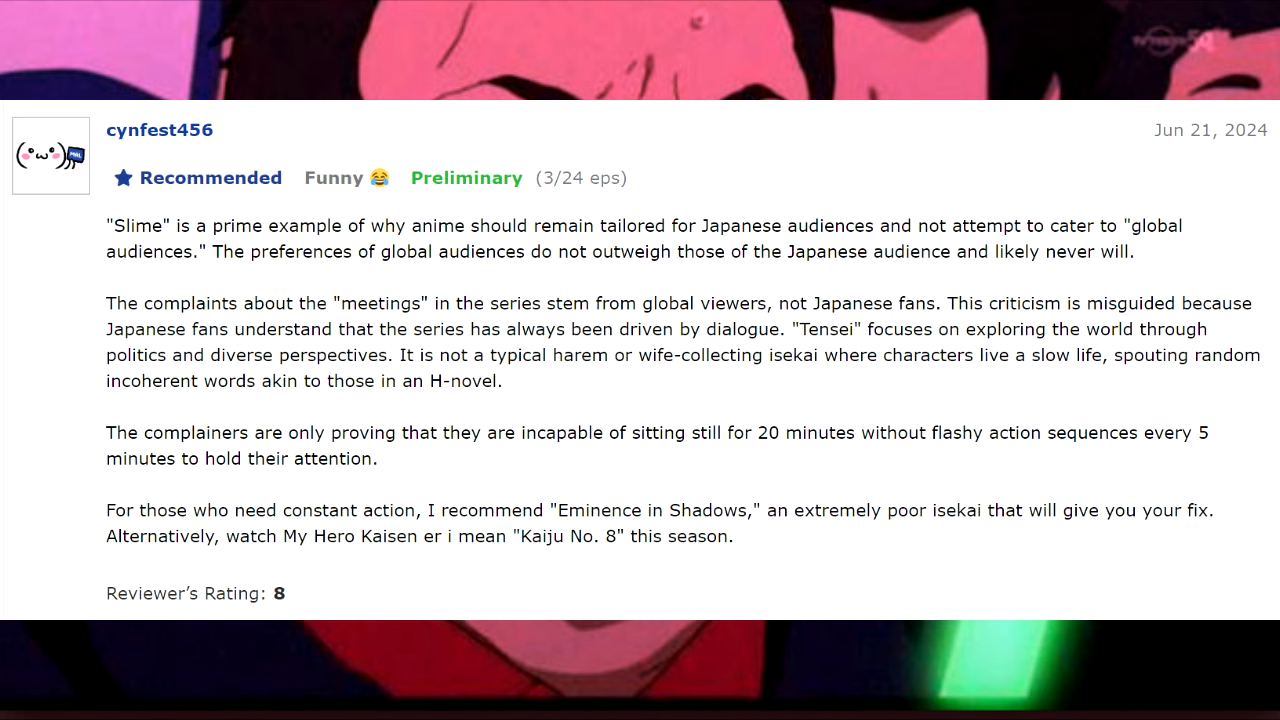 cynfest456
Jun 21, 2024
Recommended Funny 😂 Preliminary (3/24 eps)
"Slime" is a prime example of why anime should remain tailored for Japanese audiences and not attempt to cater to "global
audiences." The preferences of global audiences do not outweigh those of the Japanese audience and likely never will.
The complaints about the "meetings" in the series stem from global viewers, not Japanese fans. This criticism is misguided because
Japanese fans understand that the series has always been driven by dialogue. "Tensei" focuses on exploring the world through
politics and diverse perspectives. It is not a typical harem or wife-collecting isekai where characters live a slow life, spouting random
incoherent words akin to those in an H-novel.
The complainers are only proving that they are incapable of sitting still for 20 minutes without flashy action sequences every 5
minutes to hold their attention.
For those who need constant action, I recommend "Eminence in Shadows," an extremely poor isekai that will give you your fix.
Alternatively, watch My Hero Kaisen er i mean "Kaiju No. 8" this season.
Reviewer’s Rating: 8